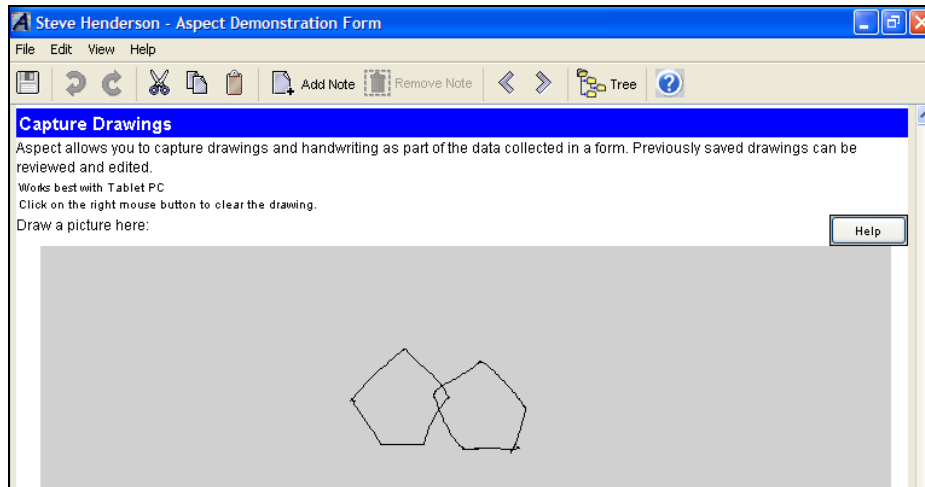 Steve Henderson - Aspect Demonstration Form
File Edit View Help
Add Note Remove Note Tree
Capture Drawings
Aspect allows you to capture drawings and handwriting as part of the data collected in a form. Previously saved drawings can be
reviewed and edited.
Works best with Tablet PC
Click on the right mouse button to clear the drawing.
Draw a picture here:
Help